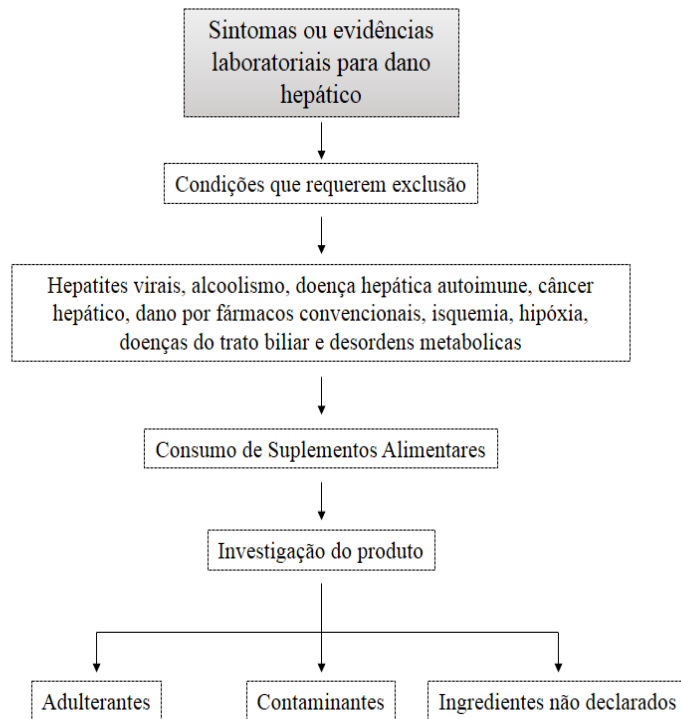 Sintomas ou evidências
laboratoriais para dano
hepático
Condições que requerem exclusão
Hepatites virais, alcoolismo, doença hepática autoimune, câncer
hepático, dano por fármacos convencionais, isquemia, hipóxia,
doenças do trato biliar e desordens metabolicas
Consumo de Suplementos Alimentares
Investigação do produto
Adulterantes
Contaminantes
Ingredientes não declarados